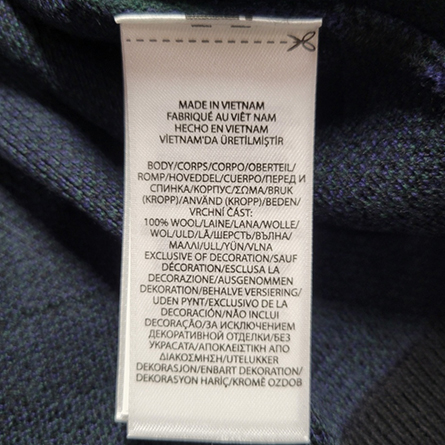 MADE IN VIETNAM
FABRIQUÉ AU VIÊT NAM
HECHO EN VIETNAM
VİETNAM'DA ÜRETİLMİŞTİR
BODY/CORPS/CORPO/OBERTEIL/
ROMP/HOVEDDEL/CUERPO/ПЕРЕД И
СПИНКА/КОРПУС/ΣΩΜΑ/BRUK
(KROPP)/ANVÄND (KROPP)/BEDEN/
VRCHNÍ ČÁST:
100% WOOL/LAINE/LANA/WOLLE/
WOL/ULD/LÃ/ШЕРСТЬ/ВЪЛНА/
ΜΑΛΛΙ/ULL/YÜN/VLNA
EXCLUSIVE OF DECORATION/SAUF
DÉCORATION/ESCLUSA LA
DECORAZIONE/AUSGENOMMEN
DEKORATION/BEHALVE VERSIERING/
UDEN PYNT/EXCLUSIVO DE LA
DECORACIÓN/NÃO INCLUI
DECORAÇÃO/ЗА ИСКЛЮЧЕНИЕМ
ДЕКОРАТИВНОЙ ОТДЕЛКИ/БЕЗ
УКРАСАТА/ΑΠΟΚΛΕΙΣΤΙΚΗ ΑΠΟ
ΔΙΑΚΟΣΜΗΣΗ/UTELUKKER
DEKORASJON/ENBART DEKORATION/
DEKORASYON HARİÇ/KROMĚ OZDOB